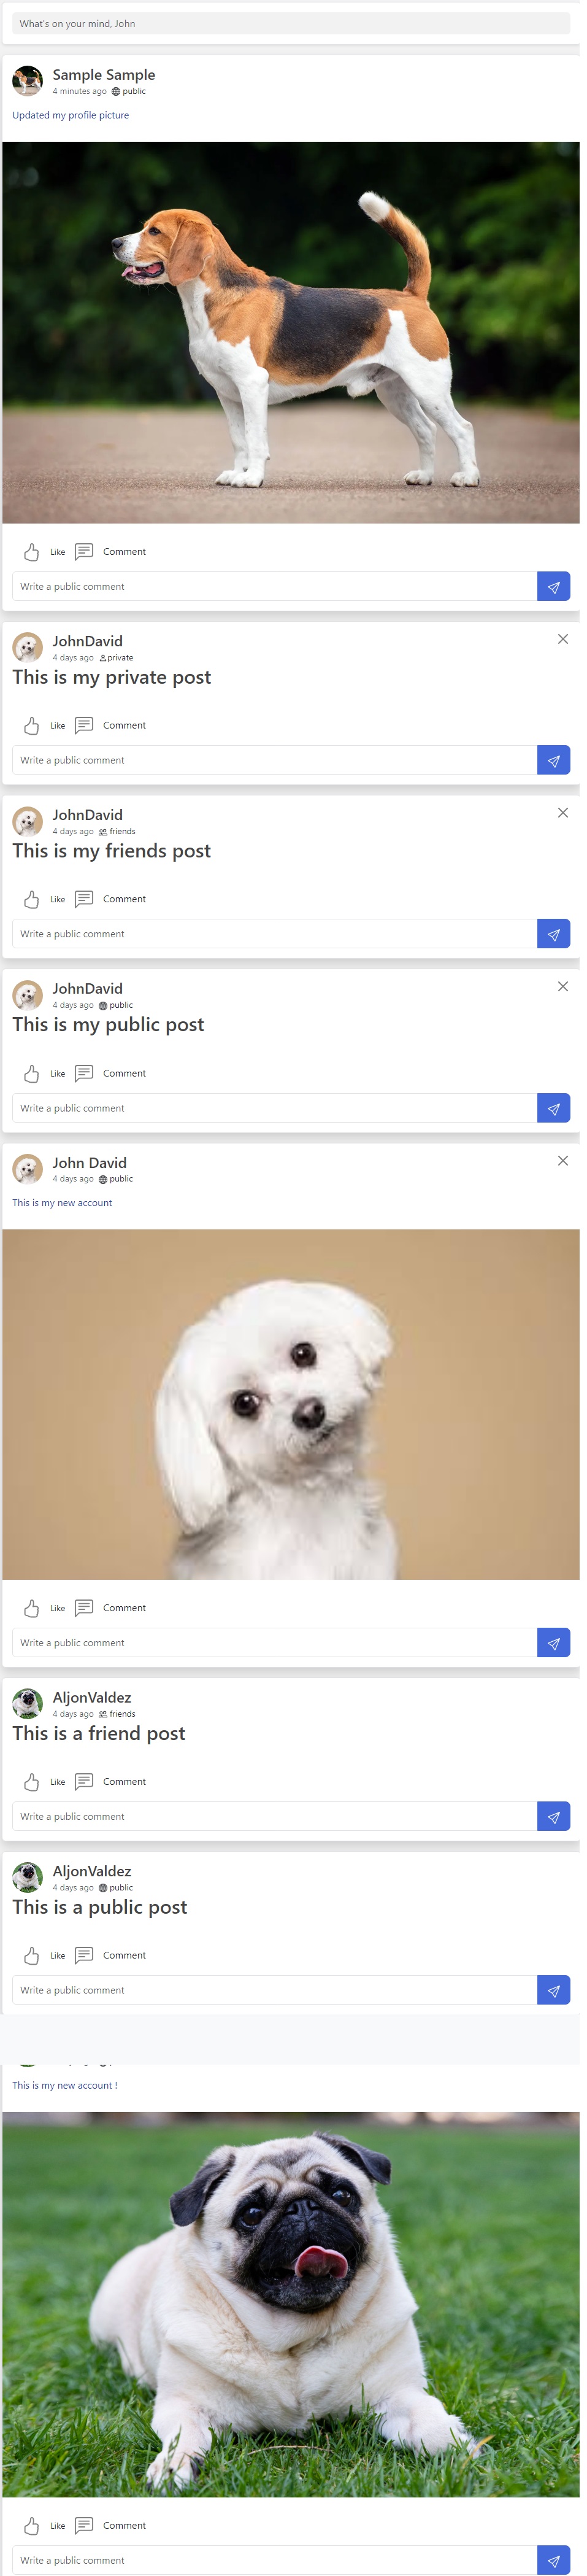 What's on your mind, John
Sample Sample
4 minutes ago public
Updated my profile picture
Like Comment
Write a public comment
JohnDavid
4 days ago private
This is my private post
Like Comment
Write a public comment
JohnDavid
4 days ago friends
This is my friends post
Like Comment
Write a public comment
JohnDavid
4 days ago public
This is my public post
Like Comment
Write a public comment
John David
4 days ago public
This is my new account
Like Comment
Write a public comment
AljonValdez
4 days ago friends
This is a friend post
Like Comment
Write a public comment
AljonValdez
4 days ago public
This is a public post
Like Comment
Write a public comment
This is my new account !
Like Comment
Write a public comment